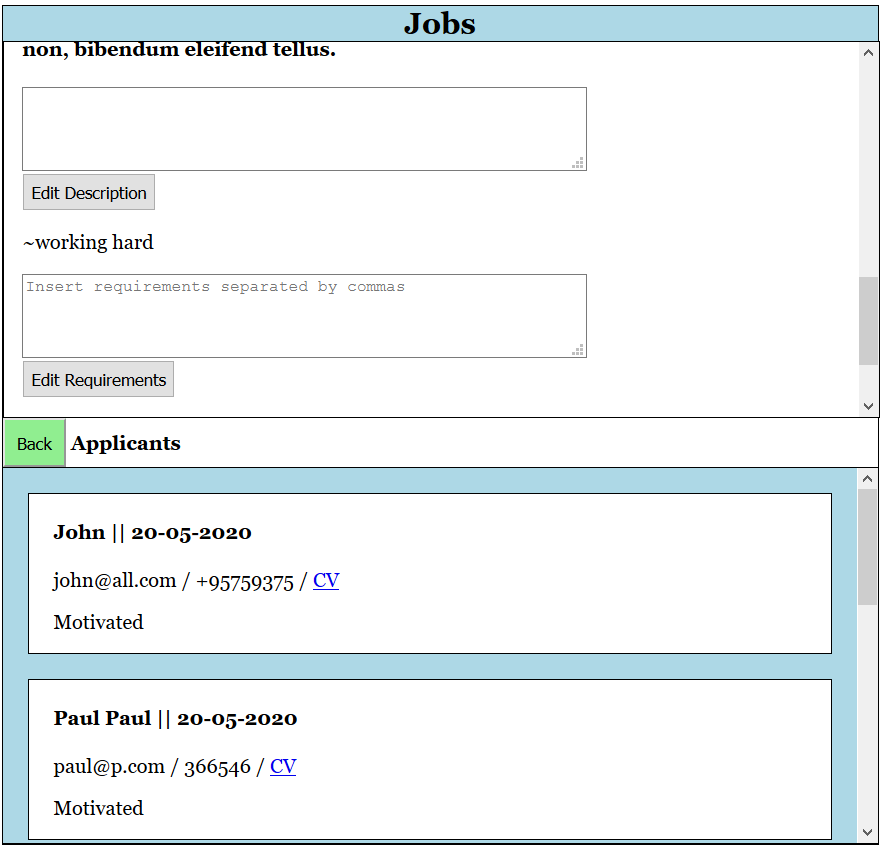 Jobs
non, bibendum eleifend tellus.
Edit Description
~working hard
Insert requirements separated by commas
Edit Requirements
Back Applicants
John || 20-05-2020
john@all.com / +95759375 / CV
Motivated
Paul Paul || 20-05-2020
paul@p.com / 366546 / CV
Motivated